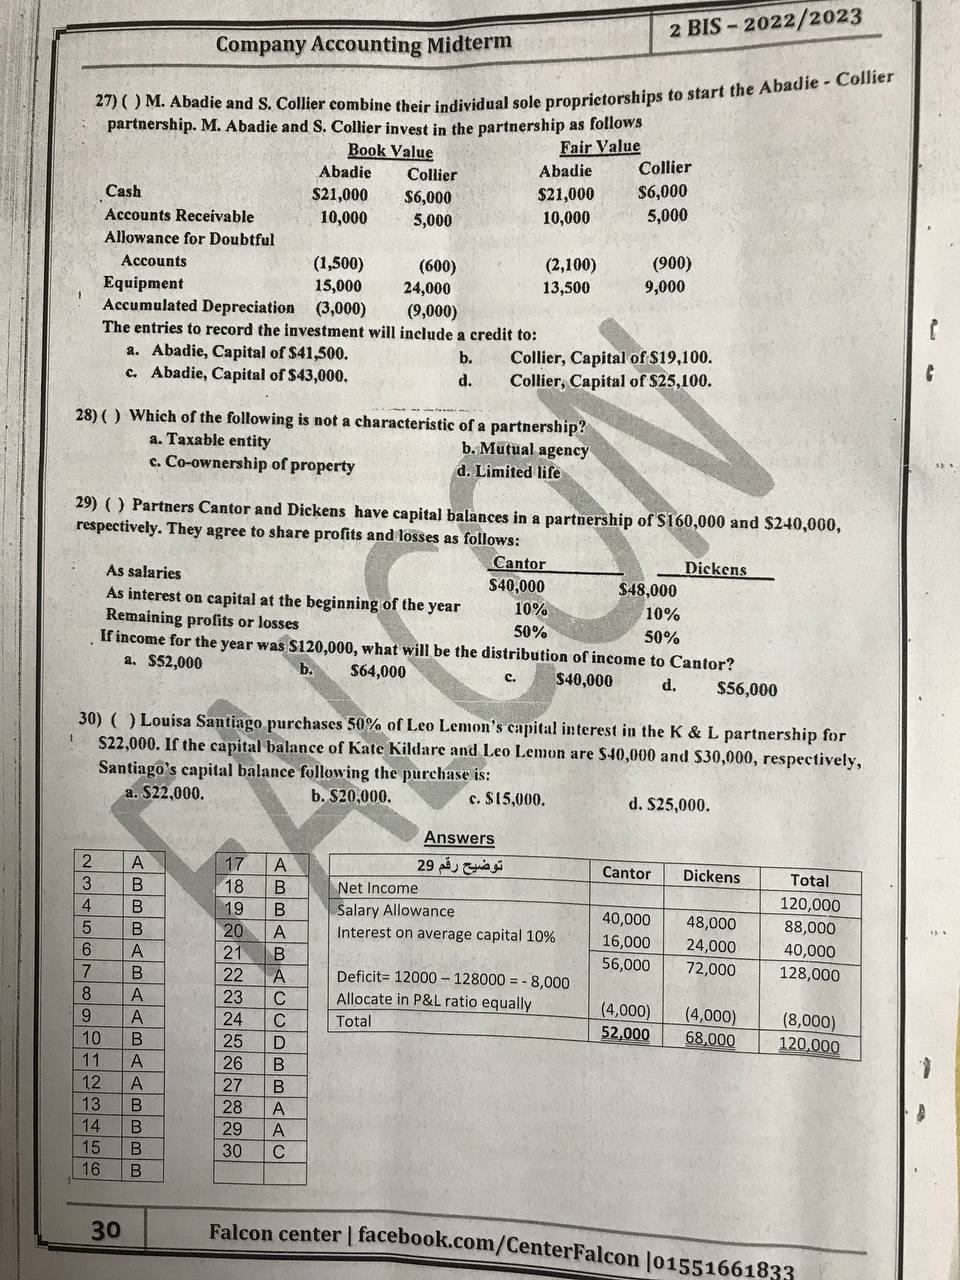 Company Accounting Midterm
2 BIS – 2022/2023
27) ( ) M. Abadie and S. Collier combine their individual sole proprietorships to start the Abadie - Collier
partnership. M. Abadie and S. Collier invest in the partnership as follows
Book Value Fair Value
Abadie Collier Abadie Collier
Cash $21,000 $6,000 $21,000 $6,000
Accounts Receivable 10,000 5,000 10,000 5,000
Allowance for Doubtful
Accounts (1,500) (600) (2,100) (900)
Equipment 15,000 24,000 13,500 9,000
Accumulated Depreciation (3,000) (9,000)
The entries to record the investment will include a credit to:
a. Abadie, Capital of $41,500. b. Collier, Capital of $19,100.
c. Abadie, Capital of $43,000. d. Collier, Capital of $25,100.
28) ( ) Which of the following is not a characteristic of a partnership?
a. Taxable entity b. Mutual agency
c. Co-ownership of property d. Limited life
29) ( ) Partners Cantor and Dickens have capital balances in a partnership of $160,000 and $240,000,
respectively. They agree to share profits and losses as follows:
Cantor Dickens
As salaries $40,000 $48,000
As interest on capital at the beginning of the year 10% 10%
Remaining profits or losses 50% 50%
If income for the year was $120,000, what will be the distribution of income to Cantor?
a. $52,000 b. $64,000 c. $40,000 d. $56,000
30) ( ) Louisa Santiago purchases 50% of Leo Lemon's capital interest in the K & L partnership for
$22,000. If the capital balance of Kate Kildare and Leo Lemon are $40,000 and $30,000, respectively,
Santiago's capital balance following the purchase is:
a. $22,000. b. $20,000. c. $15,000. d. $25,000.
FALCON
Answers
2 A
3 B
4 B
5 B
6 A
7 B
8 A
9 A
10 B
11 A
12 A
13 B
14 B
15 B
16 B
17 A
18 B
19 B
20 A
21 B
22 A
23 C
24 C
25 D
26 B
27 B
28 A
29 A
30 C
توضيح رقم 29 Cantor Dickens Total
Net Income 120,000
Salary Allowance 40,000 48,000 88,000
Interest on average capital 10% 16,000 24,000 40,000
56,000 72,000 128,000
Deficit= 12000 – 128000 = - 8,000
Allocate in P&L ratio equally (4,000) (4,000) (8,000)
Total 52,000 68,000 120,000
30 Falcon center | facebook.com/CenterFalcon |01551661833